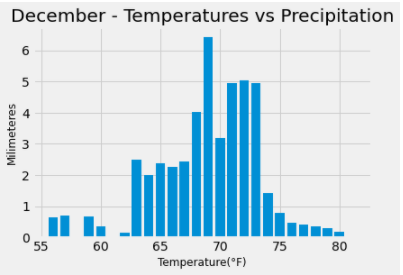 December - Temperatures vs Precipitation
6
5
4
3
2
1
0
Milimeteres
55 60 65 70 75 80
Temperature(°F)